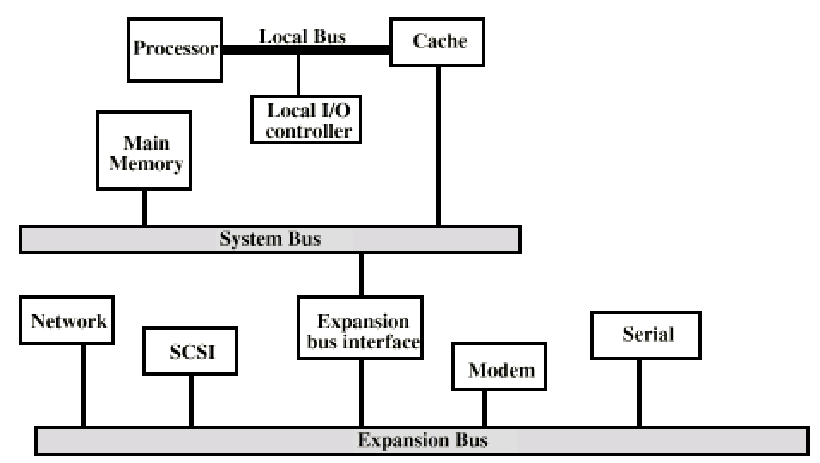 Processor
Local Bus
Cache
Local I/O
controller
Main
Memory
System Bus
Network
SCSI
Expansion
bus interface
Modem
Serial
Expansion Bus